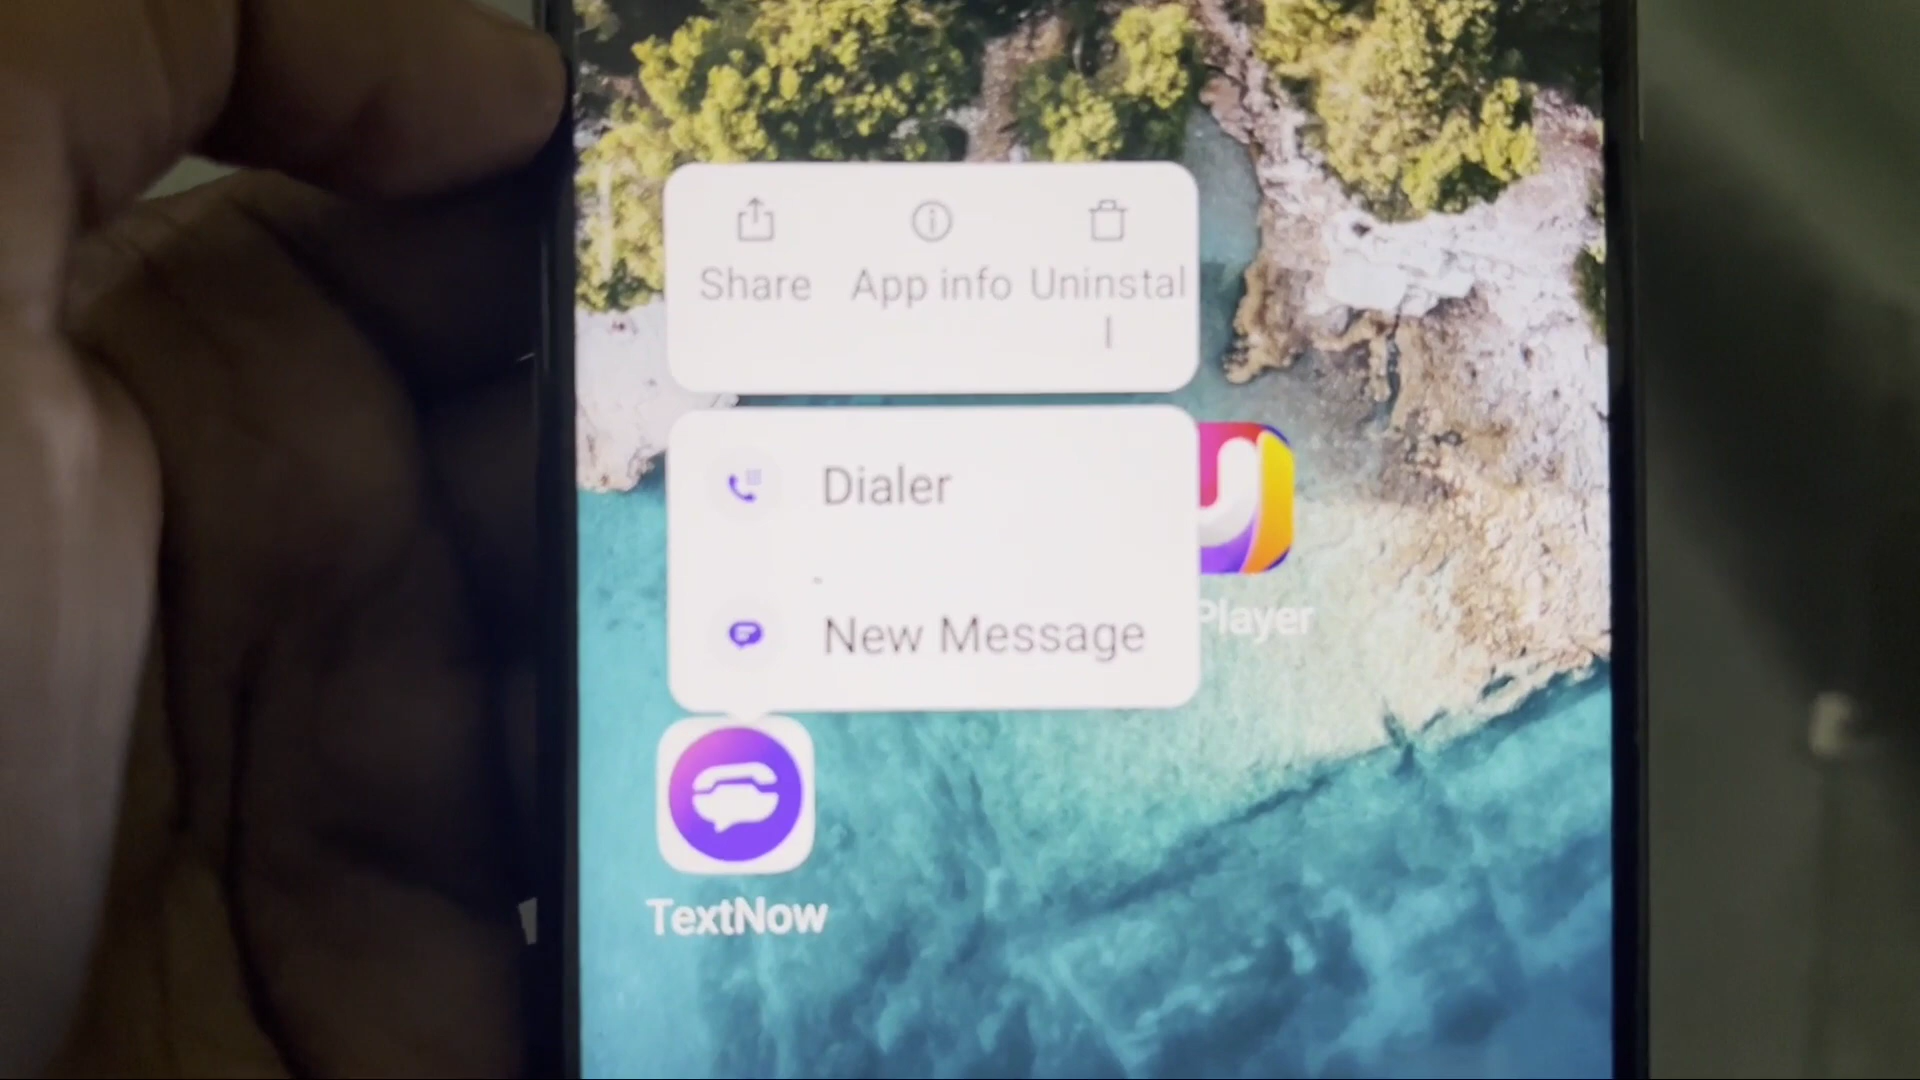 Share App info Uninstal
l
Dialer
New Message
Player
TextNow